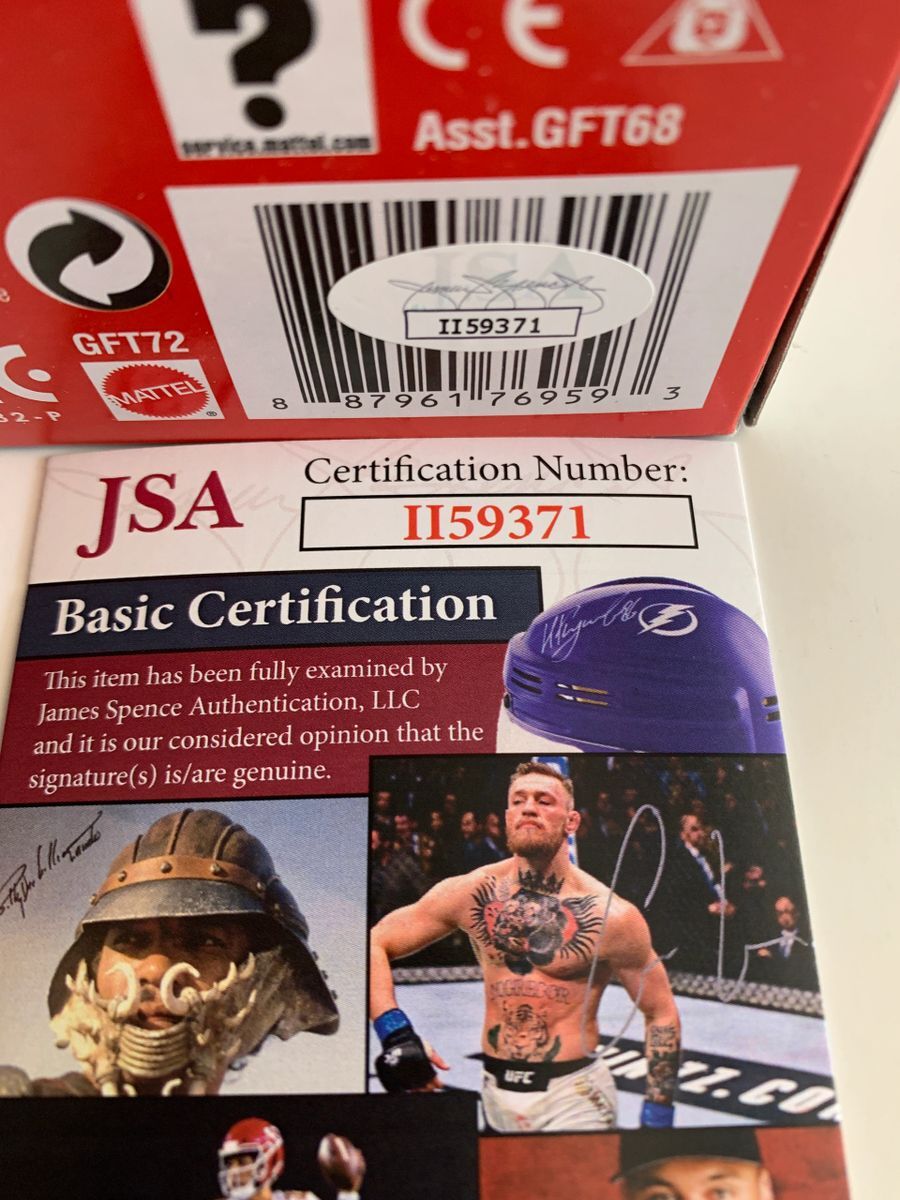 service.mattel.com
CE
Asst.GFT68
GFT72
MATTEL®
JSA
II59371
8 87961 76959 3
JSA
Certification Number:
II59371
Basic Certification
This item has been fully examined by
James Spence Authentication, LLC
and it is our considered opinion that the
signature(s) is/are genuine.
MCGREGOR
UFC